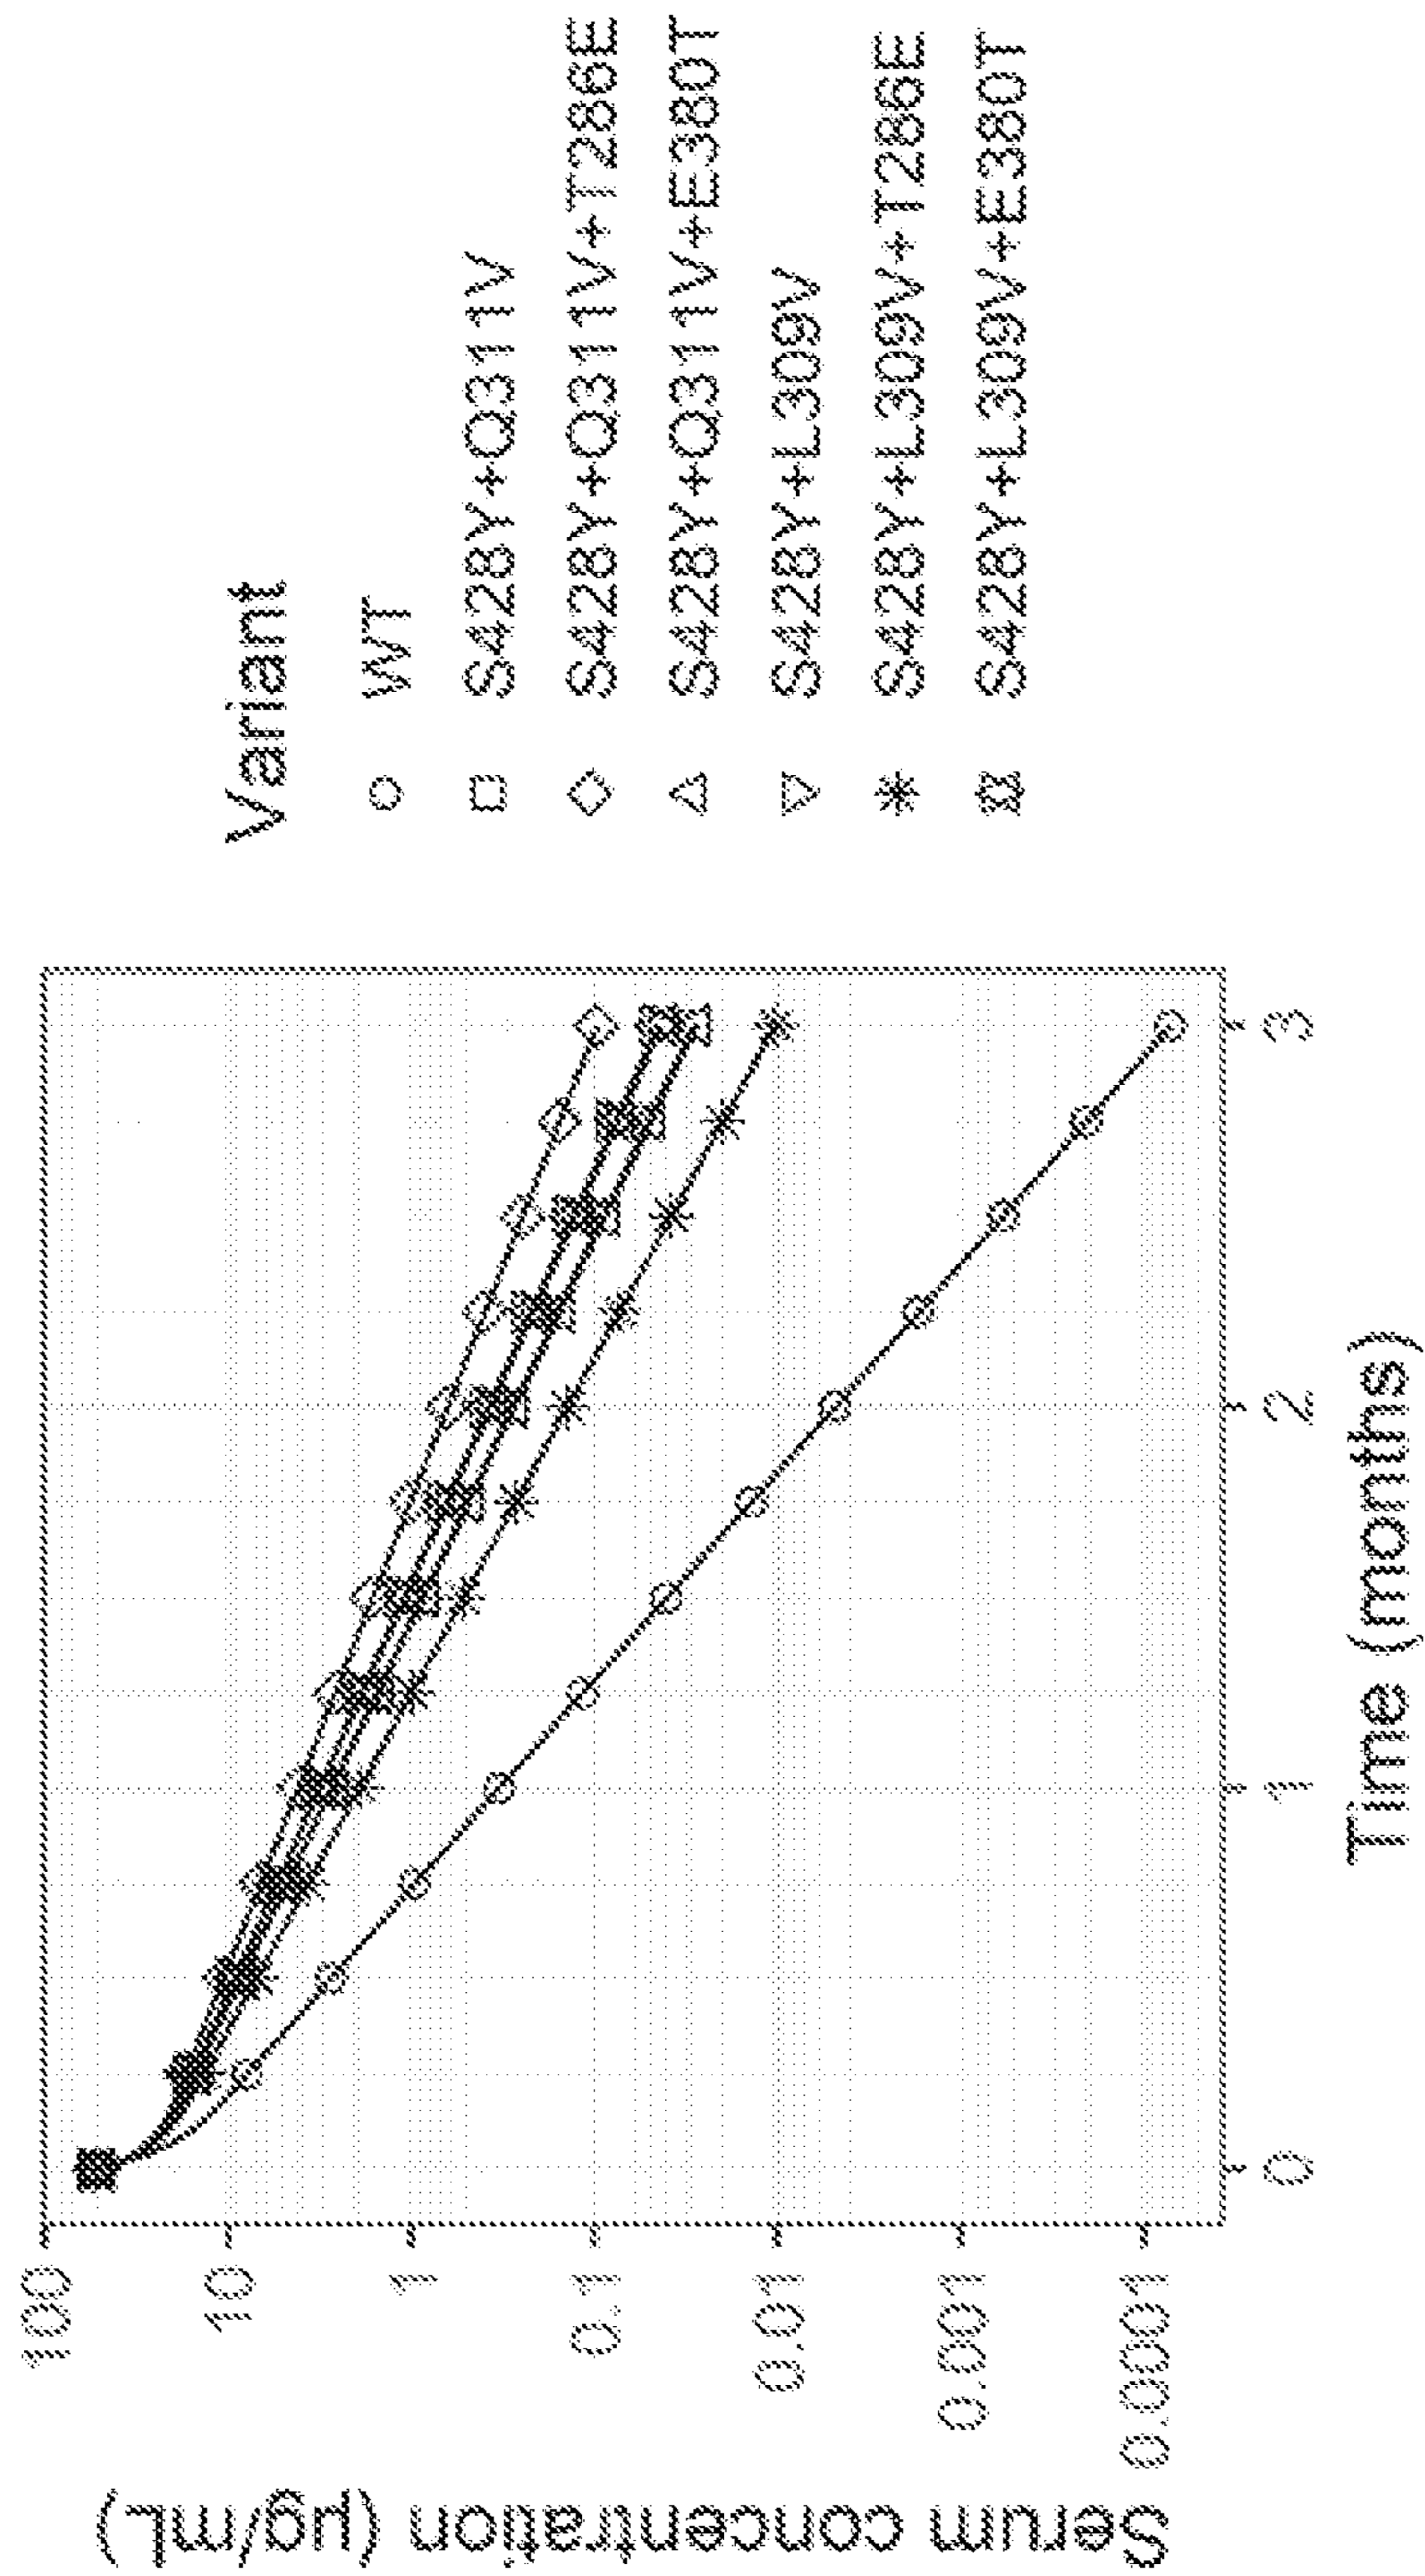 Serum concentration (µg/mL)
100
10
1
0.1
0.01
0.001
0.0001
0
1
2
3
Time (months)
Variant
WT
S428Y+Q311V
S428Y+Q311V+T286E
S428Y+Q311V+E380T
S428Y+L309V
S428Y+L309V+T286E
S428Y+L309V+E380T